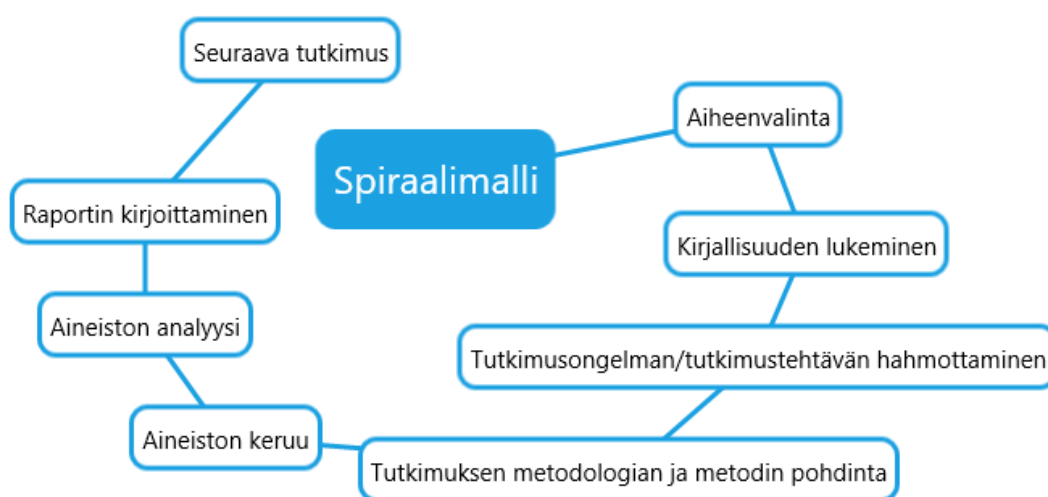 Seuraava tutkimus
Aiheenvalinta
Spiraalimalli
Raportin kirjoittaminen
Kirjallisuuden lukeminen
Aineiston analyysi
Tutkimusongelman/tutkimustehtävän hahmottaminen
Aineiston keruu
Tutkimuksen metodologian ja metodin pohdinta